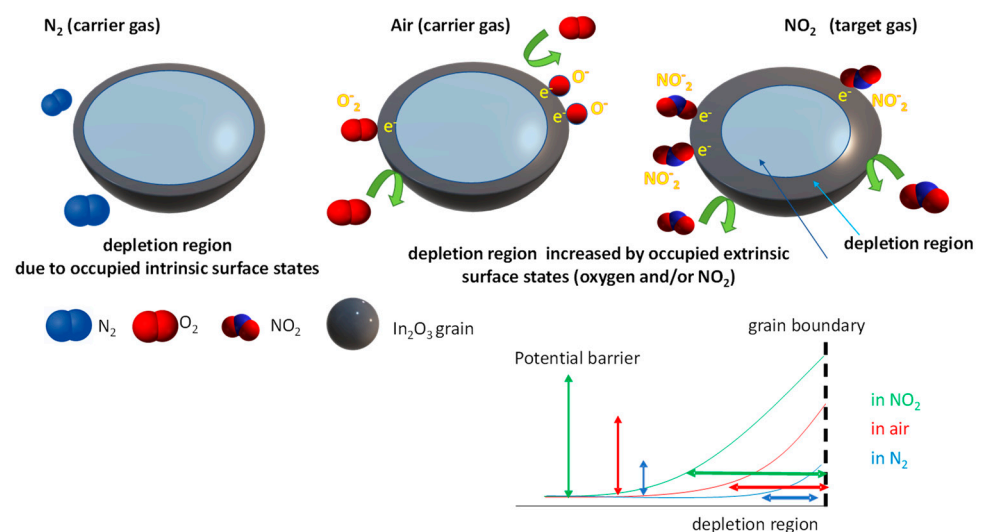 N₂ (carrier gas)
Air (carrier gas)
NO₂ (target gas)
O⁻
O⁻₂
e⁻
e⁻
O⁻
e⁻
NO⁻₂
e⁻
NO⁻₂
e⁻
e⁻
NO⁻₂
depletion region
due to occupied intrinsic surface states
depletion region increased by occupied extrinsic
surface states (oxygen and/or NO₂)
depletion region
N₂
O₂
NO₂
In₂O₃ grain
grain boundary
Potential barrier
in NO₂
in air
in N₂
depletion region